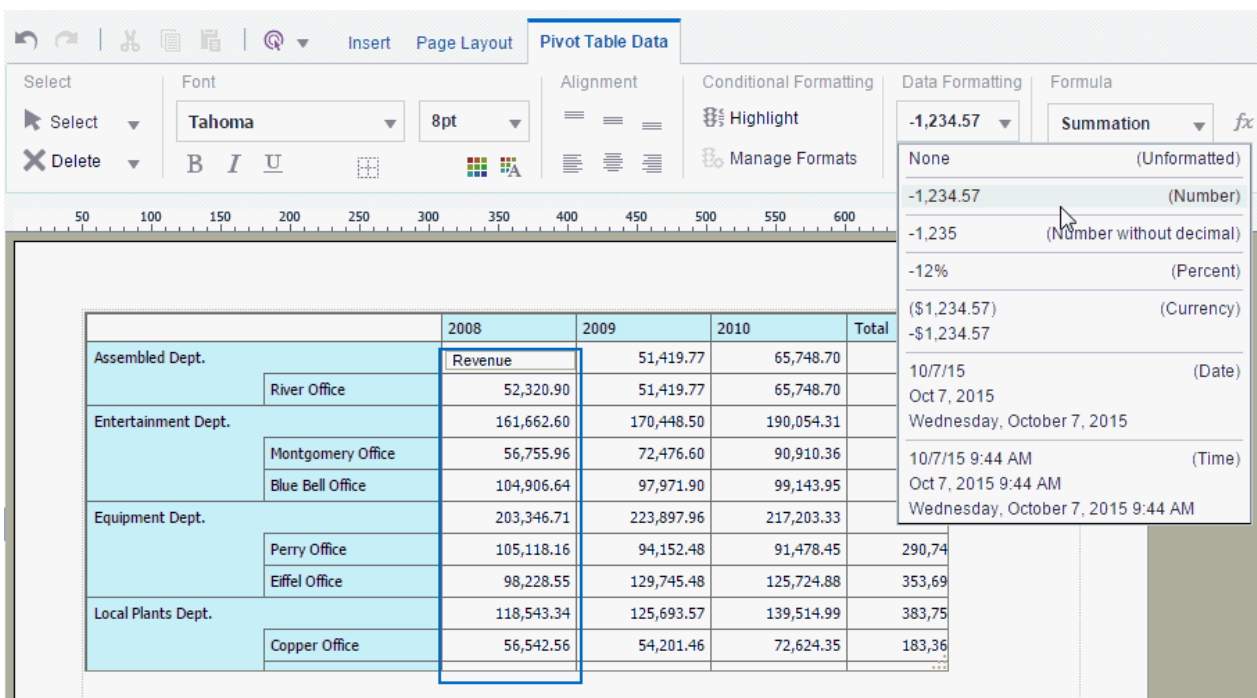 Insert Page Layout Pivot Table Data
Select Font Alignment Conditional Formatting Data Formatting Formula
Select Tahoma 8pt Highlight -1,234.57 Summation fx
Delete B I U Manage Formats
None (Unformatted)
-1,234.57 (Number)
-1,235 (Number without decimal)
-12% (Percent)
($1,234.57) (Currency)
-$1,234.57
10/7/15 (Date)
Oct 7, 2015
Wednesday, October 7, 2015
10/7/15 9:44 AM (Time)
Oct 7, 2015 9:44 AM
Wednesday, October 7, 2015 9:44 AM
50 100 150 200 250 300 350 400 450 500 550 600
2008 2009 2010 Total
Assembled Dept. Revenue 51,419.77 65,748.70
River Office 52,320.90 51,419.77 65,748.70
Entertainment Dept. 161,662.60 170,448.50 190,054.31
Montgomery Office 56,755.96 72,476.60 90,910.36
Blue Bell Office 104,906.64 97,971.90 99,143.95
Equipment Dept. 203,346.71 223,897.96 217,203.33
Perry Office 105,118.16 94,152.48 91,478.45 290,74
Eiffel Office 98,228.55 129,745.48 125,724.88 353,69
Local Plants Dept. 118,543.34 125,693.57 139,514.99 383,75
Copper Office 56,542.56 54,201.46 72,624.35 183,36